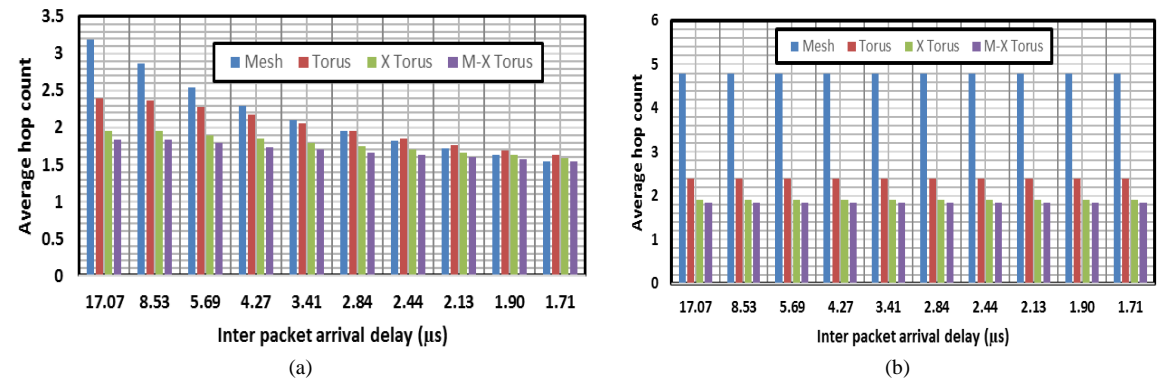 3.5
3
2.5
2
1.5
1
0.5
0
Average hop count
Mesh Torus X Torus M-X Torus
17.07 8.53 5.69 4.27 3.41 2.84 2.44 2.13 1.90 1.71
Inter packet arrival delay (µs)
(a)
6
5
4
3
2
1
0
Average hop count
Mesh Torus X Torus M-X Torus
17.07 8.53 5.69 4.27 3.41 2.84 2.44 2.13 1.90 1.71
Inter packet arrival delay (µs)
(b)